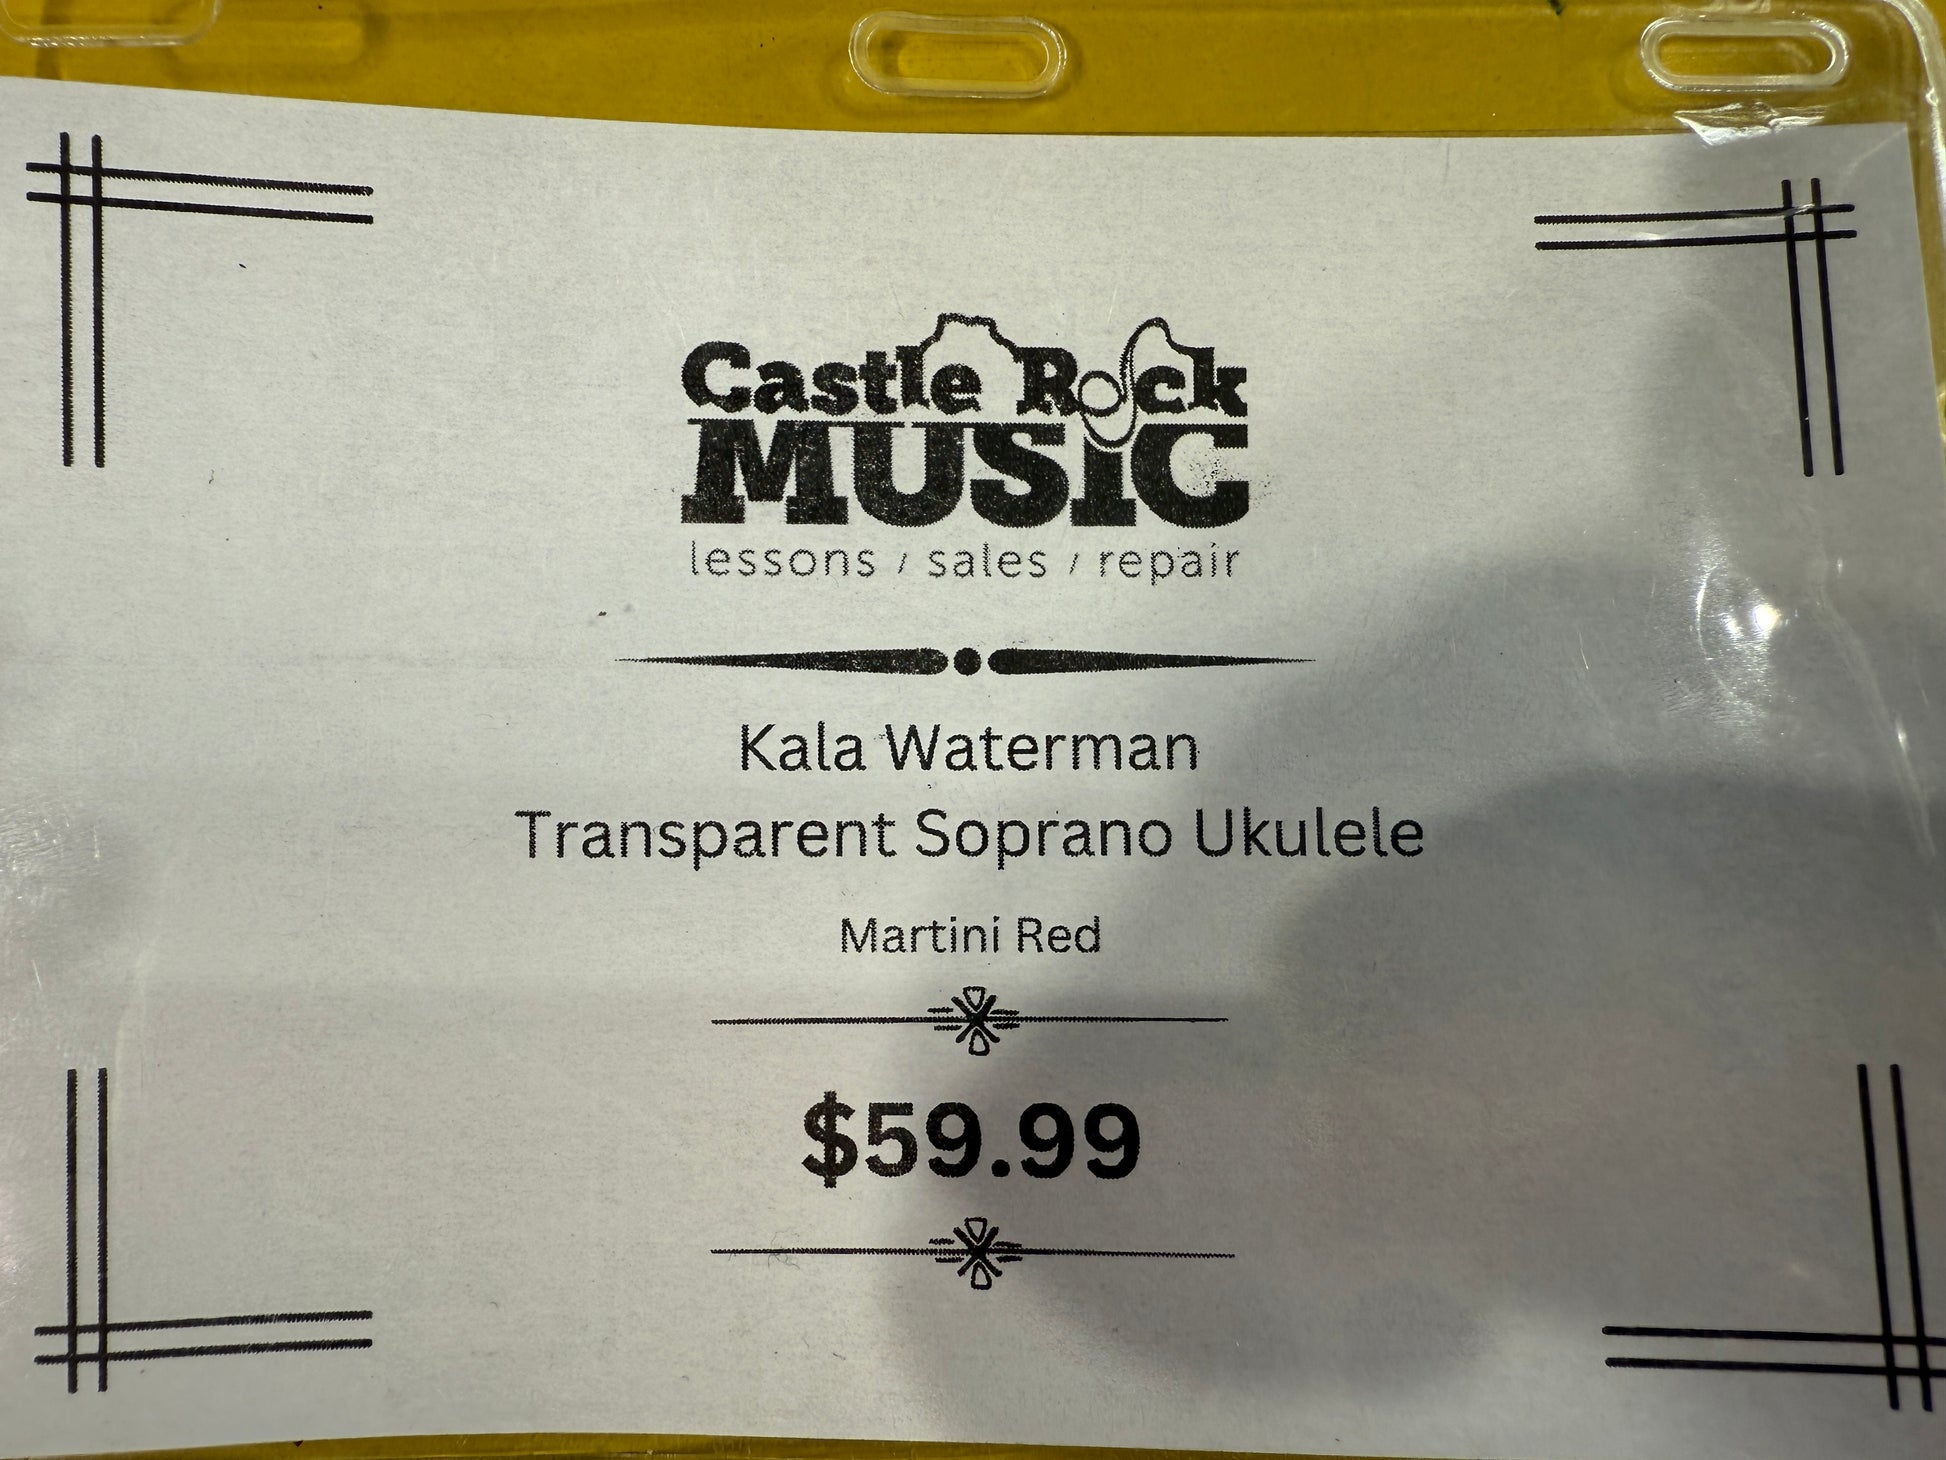 Castle Rock
MUSiC
lessons / sales / repair
Kala Waterman
Transparent Soprano Ukulele
Martini Red
$59.99